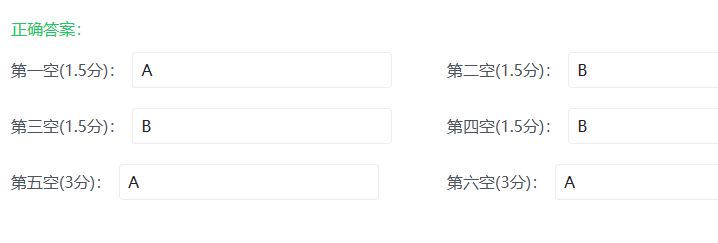 正确答案：
第一空(1.5分)： A 第二空(1.5分)： B
第三空(1.5分)： B 第四空(1.5分)： B
第五空(3分)： A 第六空(3分)： A